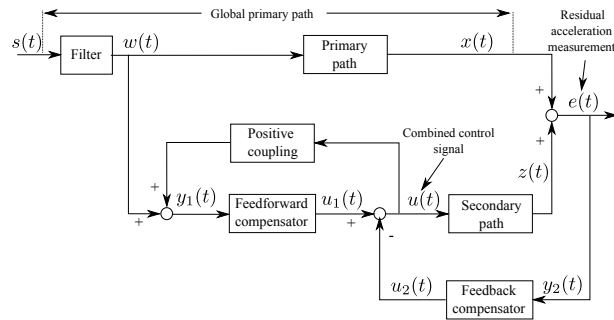 Global primary path
Residual
acceleration
measurement
s(t)
Filter
w(t)
Primary
path
x(t)
e(t)
+
+
Positive
coupling
Combined control
signal
z(t)
+
y₁(t)
Feedforward
compensator
u₁(t)
u(t)
Secondary
path
+
+
-
u₂(t)
Feedback
compensator
y₂(t)